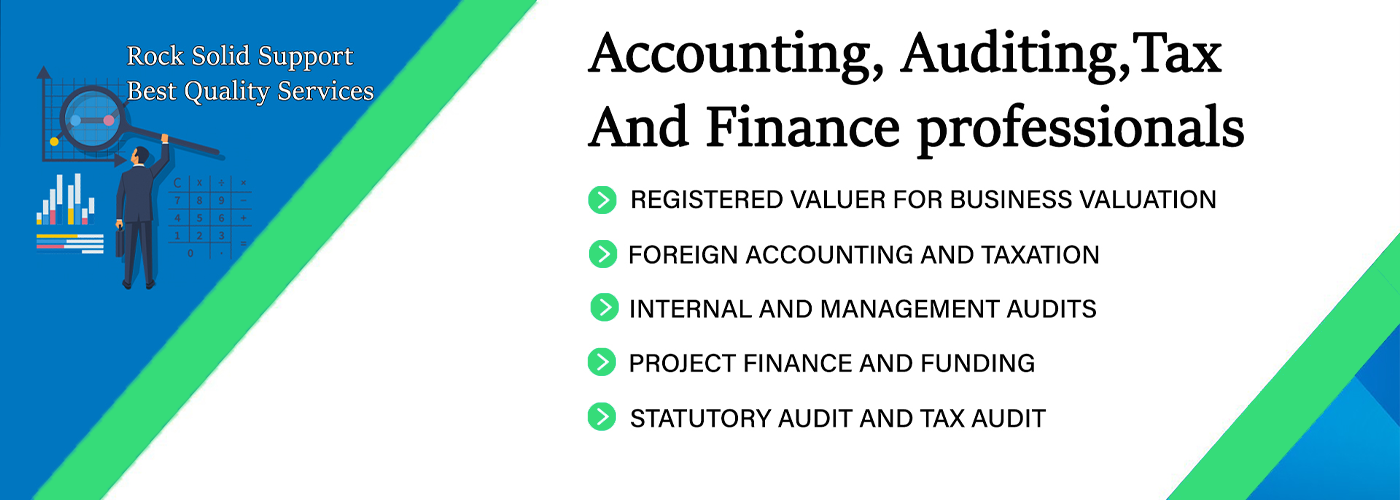 Rock Solid Support
Best Quality Services
C × ÷ ×
7 8 9 −
4 5 6 +
1 2 3 =
0 ·
Accounting, Auditing,Tax
And Finance professionals
REGISTERED VALUER FOR BUSINESS VALUATION
FOREIGN ACCOUNTING AND TAXATION
INTERNAL AND MANAGEMENT AUDITS
PROJECT FINANCE AND FUNDING
STATUTORY AUDIT AND TAX AUDIT